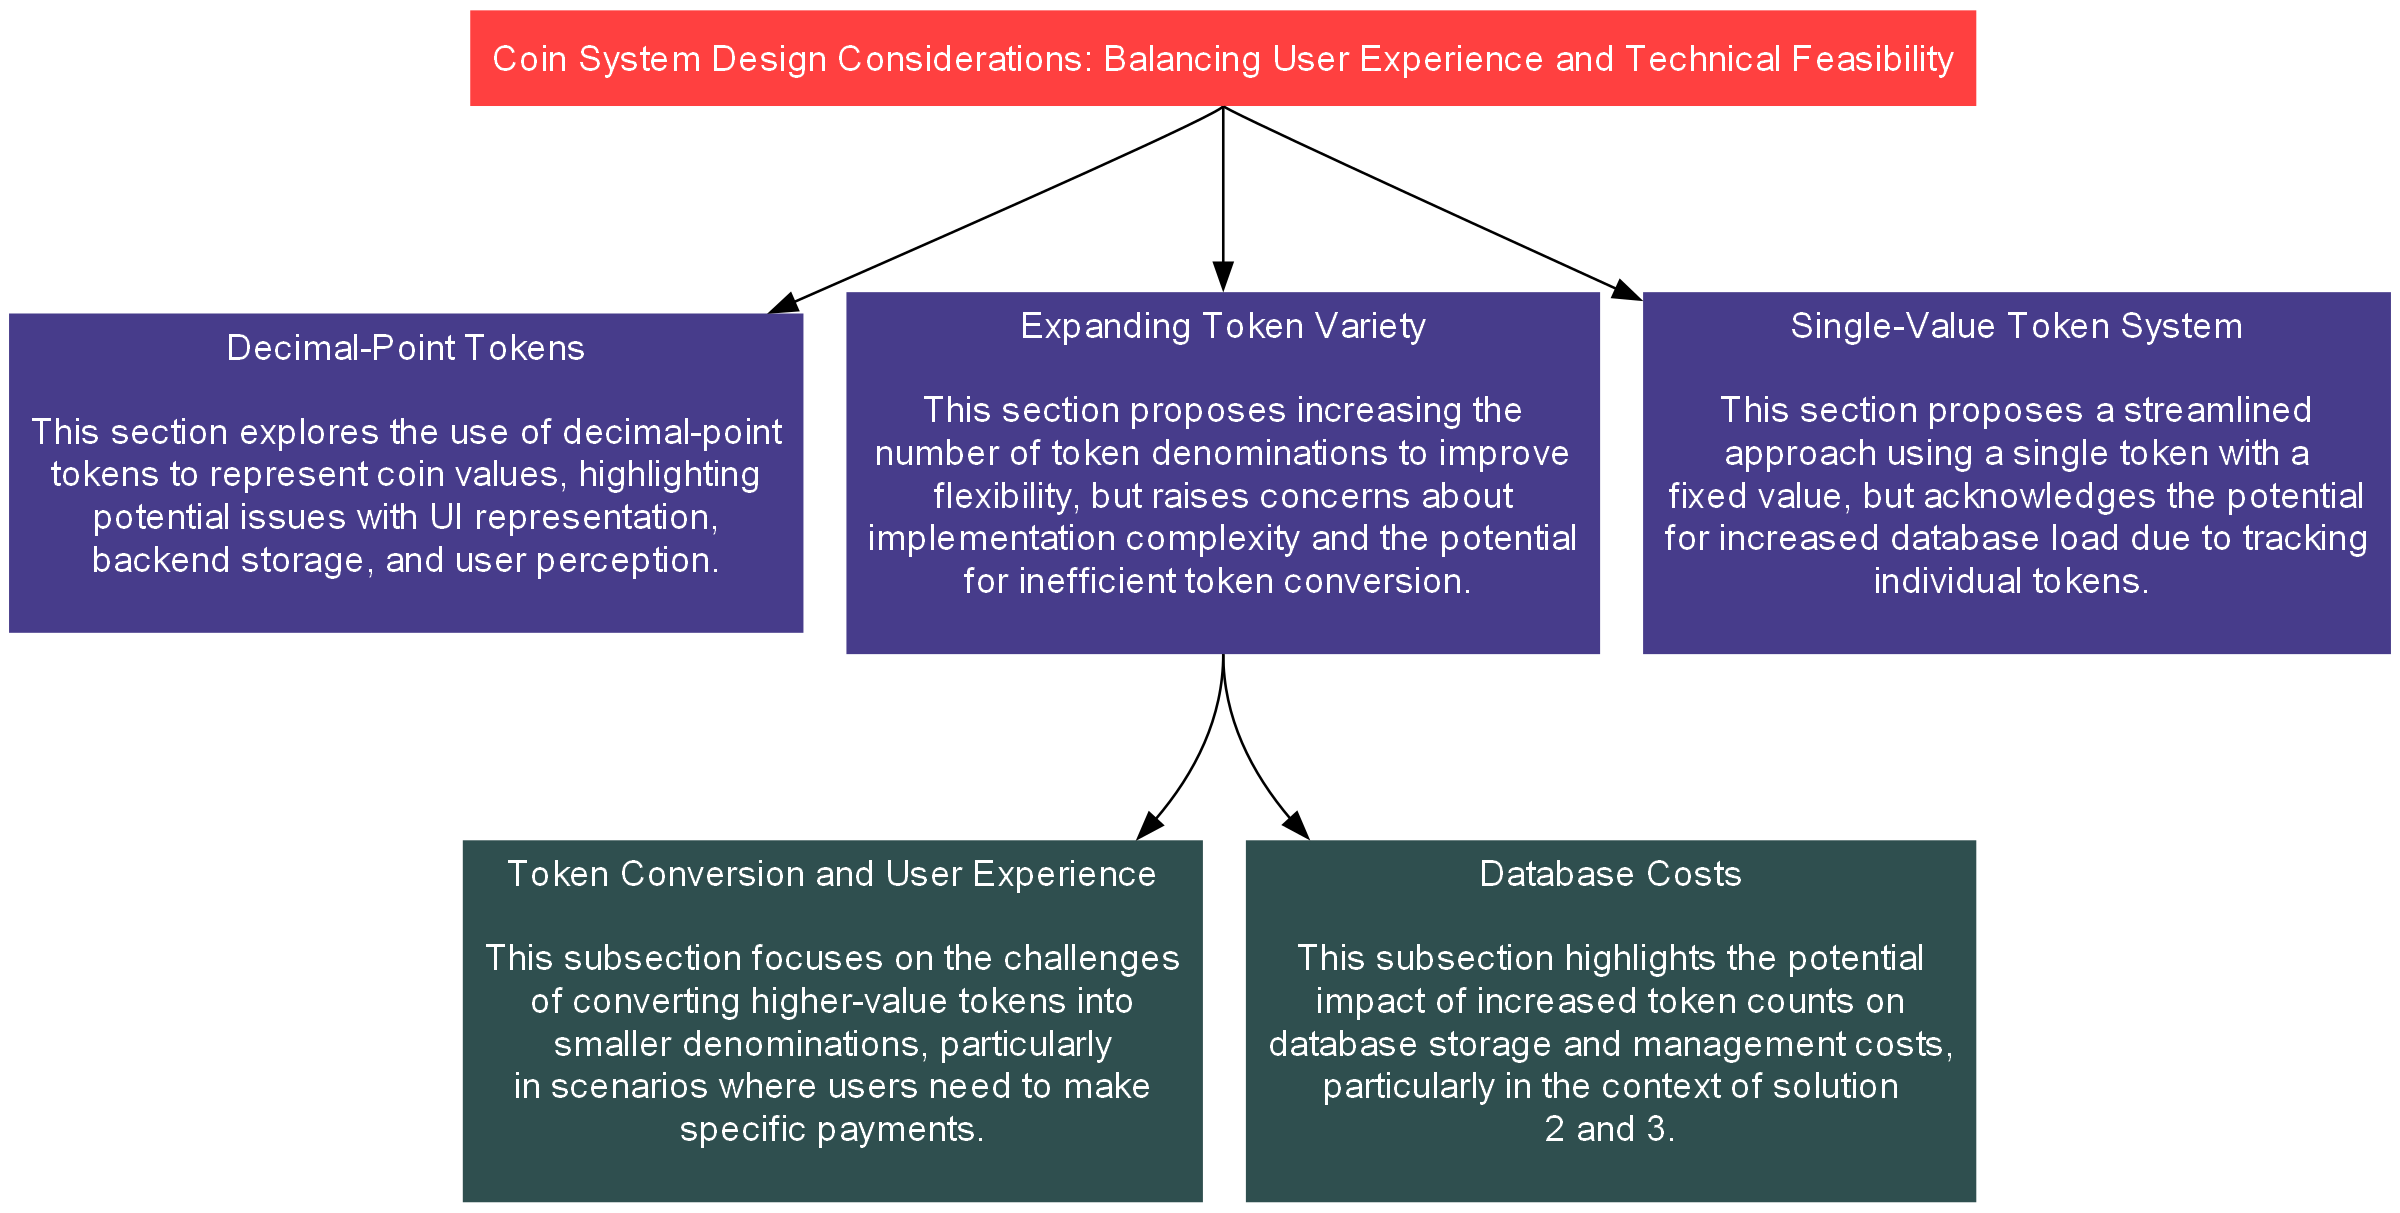 Coin System Design Considerations: Balancing User Experience and Technical Feasibility
Decimal-Point Tokens
This section explores the use of decimal-point
tokens to represent coin values, highlighting
potential issues with UI representation,
backend storage, and user perception.
Expanding Token Variety
This section proposes increasing the
number of token denominations to improve
flexibility, but raises concerns about
implementation complexity and the potential
for inefficient token conversion.
Single-Value Token System
This section proposes a streamlined
approach using a single token with a
fixed value, but acknowledges the potential
for increased database load due to tracking
individual tokens.
Token Conversion and User Experience
This subsection focuses on the challenges
of converting higher-value tokens into
smaller denominations, particularly
in scenarios where users need to make
specific payments.
Database Costs
This subsection highlights the potential
impact of increased token counts on
database storage and management costs,
particularly in the context of solution
2 and 3.